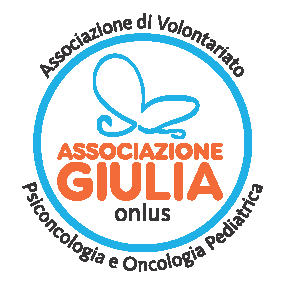 Associazione di Volontariato
ASSOCIAZIONE
GIULIA
onlus
Psiconcologia e Oncologia Pediatrica